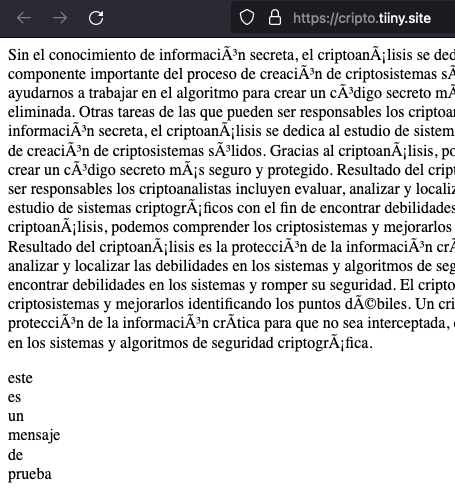 https://cripto.tiiny.site
Sin el conocimiento de informaciÃ³n secreta, el criptoanÃ¡lisis se ded
componente importante del proceso de creaciÃ³n de criptosistemas sÃ
ayudarnos a trabajar en el algoritmo para crear un cÃ³digo secreto mÃ
eliminada. Otras tareas de las que pueden ser responsables los criptoan
informaciÃ³n secreta, el criptoanÃ¡lisis se dedica al estudio de sistem
de creaciÃ³n de criptosistemas sÃ³lidos. Gracias al criptoanÃ¡lisis, po
crear un cÃ³digo secreto mÃ¡s seguro y protegido. Resultado del cript
ser responsables los criptoanalistas incluyen evaluar, analizar y localiz
estudio de sistemas criptogrÃ¡ficos con el fin de encontrar debilidades
criptoanÃ¡lisis, podemos comprender los criptosistemas y mejorarlos
Resultado del criptoanÃ¡lisis es la protecciÃ³n de la informaciÃ³n crÃ
analizar y localizar las debilidades en los sistemas y algoritmos de seg
encontrar debilidades en los sistemas y romper su seguridad. El cripto
criptosistemas y mejorarlos identificando los puntos dÃ©biles. Un cri
protecciÃ³n de la informaciÃ³n crÃtica para que no sea interceptada,
en los sistemas y algoritmos de seguridad criptogrÃ¡fica.
este
es
un
mensaje
de
prueba